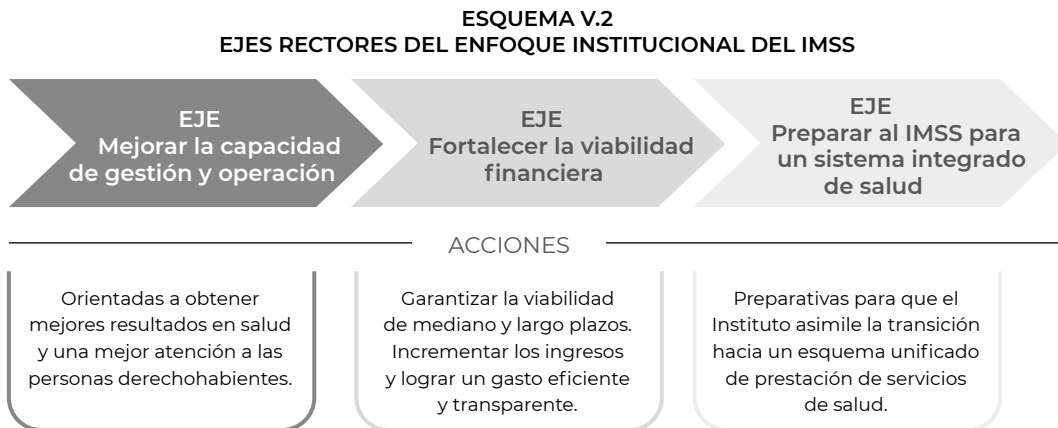 ESQUEMA V.2
EJES RECTORES DEL ENFOQUE INSTITUCIONAL DEL IMSS
EJE
Mejorar la capacidad
de gestión y operación
EJE
Fortalecer la viabilidad
financiera
EJE
Preparar al IMSS para
un sistema integrado
de salud
ACCIONES
Orientadas a obtener
mejores resultados en salud
y una mejor atención a las
personas derechohabientes.
Garantizar la viabilidad
de mediano y largo plazos.
Incrementar los ingresos
y lograr un gasto eficiente
y transparente.
Preparativas para que el
Instituto asimile la transición
hacia un esquema unificado
de prestación de servicios
de salud.